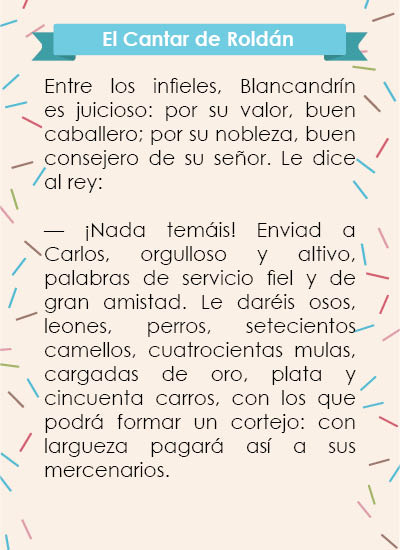 El Cantar de Roldán
Entre los infieles, Blancandrín
es juicioso: por su valor, buen
caballero; por su nobleza, buen
consejero de su señor. Le dice
al rey:
— ¡Nada temáis! Enviad a
Carlos, orgulloso y altivo,
palabras de servicio fiel y de
gran amistad. Le daréis osos,
leones, perros, setecientos
camellos, cuatrocientas mulas,
cargadas de oro, plata y
cincuenta carros, con los que
podrá formar un cortejo: con
largueza pagará así a sus
mercenarios.